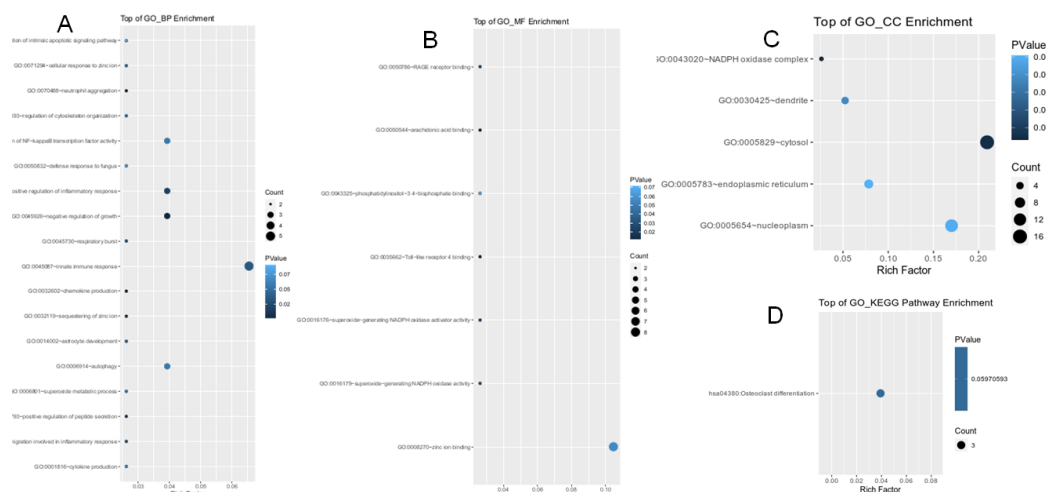 A
Top of GO_BP Enrichment
tion of intrinsic apoptotic signaling pathway
GO:0071294~cellular response to zinc ion
GO:0070488~neutrophil aggregation
~regulation of cytoskeleton organization
n of NF-kappaB transcription factor activity
GO:0050832~defense response to fungus
positive regulation of inflammatory response
GO:0045926~negative regulation of growth
GO:0045730~respiratory burst
GO:0045087~innate immune response
GO:0032602~chemokine production
GO:0032119~sequestering of zinc ion
GO:0014002~astrocyte development
GO:0006914~autophagy
GO:0006801~superoxide metabolic process
~positive regulation of peptide secretion
migration involved in inflammatory response
GO:0001816~cytokine production
0.03 0.04 0.05 0.06
Rich Factor
Count
2
3
4
5
PValue
0.07
0.05
0.02
B
Top of GO_MF Enrichment
GO:0050786~RAGE receptor binding
GO:0050544~arachidonic acid binding
GO:0043325~phosphatidylinositol-3 4-bisphosphate binding
GO:0035662~Toll-like receptor 4 binding
GO:0016176~superoxide-generating NADPH oxidase activator activity
GO:0016175~superoxide-generating NADPH oxidase activity
GO:0008270~zinc ion binding
0.04 0.06 0.08 0.10
PValue
0.07
0.06
0.05
0.04
0.03
0.02
Count
2
3
4
5
6
7
8
C
Top of GO_CC Enrichment
GO:0043020~NADPH oxidase complex
GO:0030425~dendrite
GO:0005829~cytosol
GO:0005783~endoplasmic reticulum
GO:0005654~nucleoplasm
0.05 0.10 0.15 0.20
Rich Factor
PValue
0.0
0.0
0.0
0.0
Count
4
8
12
16
D
Top of GO_KEGG Pathway Enrichment
hsa04380:Osteoclast differentiation
0.00 0.02 0.04 0.06 0.08
Rich Factor
PValue
0.05970593
Count
3